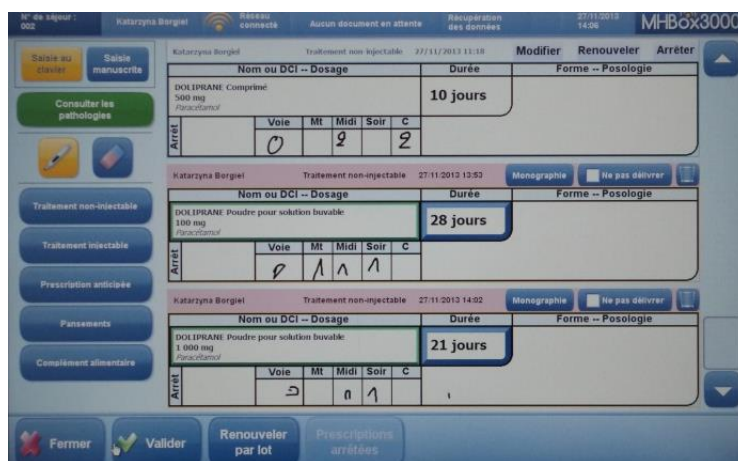 N° de séjour : 002
Katarzyna Borgiel
Réseau connecté
Aucun document en attente
Récupération des données
27/11/2013 14:06
MHBox3000
Saisie au clavier
Saisie manuscrite
Consulter les pathologies
Traitement non-injectable
Traitement injectable
Prescription anticipée
Pansements
Complément alimentaire
Katarzyna Borgiel Traitement non injectable 27/11/2013 11:18 Modifier Renouveler Arrêter
Nom ou DCI -- Dosage Durée Forme -- Posologie
DOLIPRANE Comprimé
500 mg
Paracétamol
10 jours
Arrêt
Voie Mt Midi Soir C
O 2 2
Katarzyna Borgiel Traitement non-injectable 27/11/2013 13:53 Monographie Ne pas délivrer
Nom ou DCI -- Dosage Durée Forme -- Posologie
DOLIPRANE Poudre pour solution buvable
100 mg
Paracétamol
28 jours
Arrêt
Voie Mt Midi Soir C
1 1 1
Katarzyna Borgiel Traitement non-injectable 27/11/2013 14:02 Monographie Ne pas délivrer
Nom ou DCI -- Dosage Durée Forme -- Posologie
DOLIPRANE Poudre pour solution buvable
1 000 mg
Paracétamol
21 jours
Arrêt
Voie Mt Midi Soir C
1
Fermer
Valider
Renouveler par lot
Prescriptions arrêtées